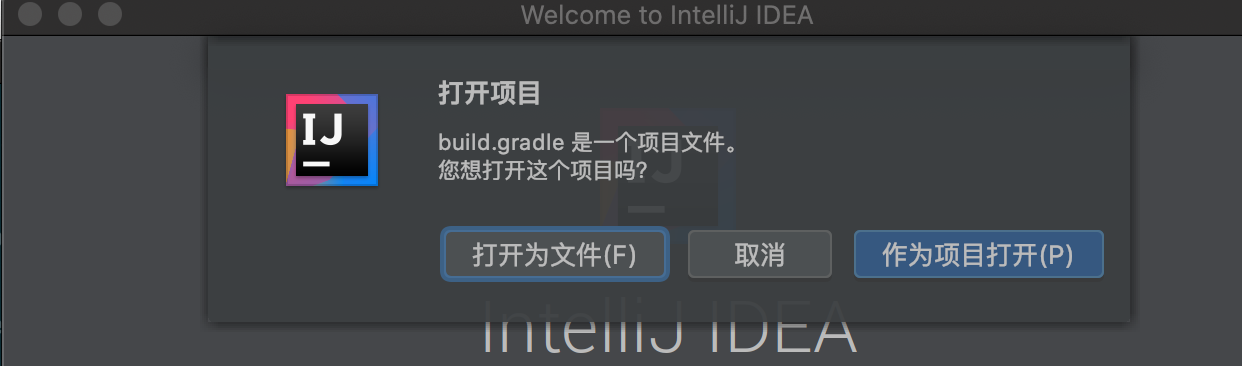 Welcome to IntelliJ IDEA
IJ
打开项目
build.gradle 是一个项目文件。
您想打开这个项目吗?
打开为文件(F)
取消
作为项目打开(P)
IntelliJ IDEA